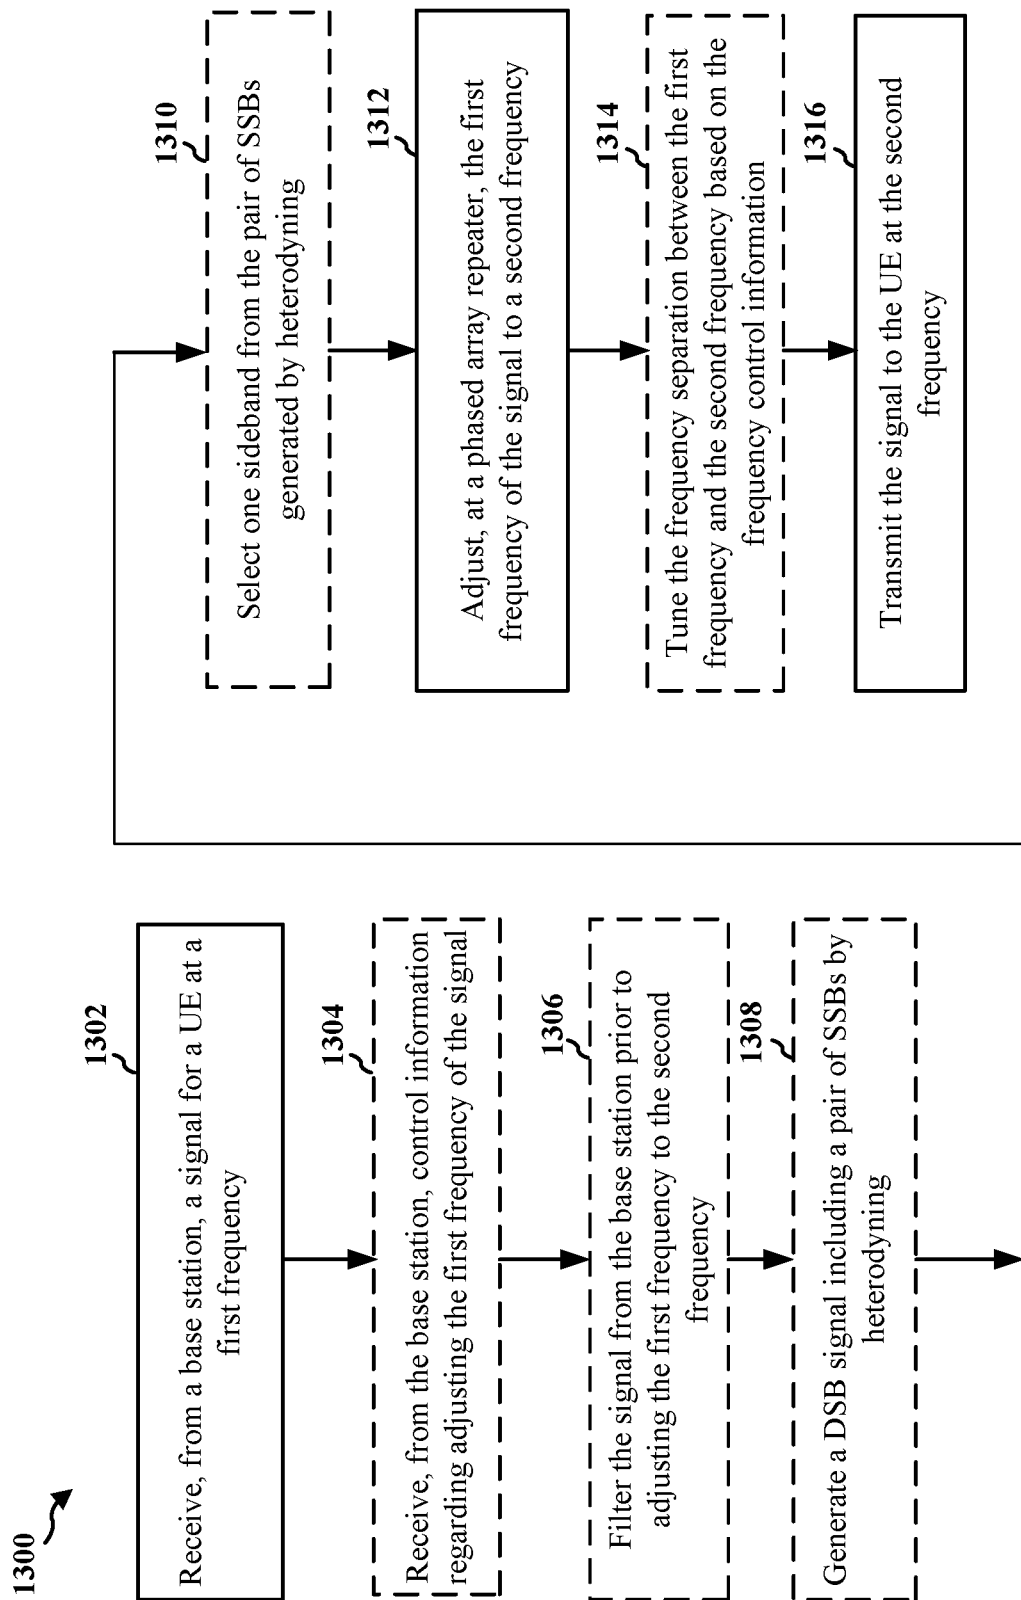 1300
1302
Receive, from a base station, a signal for a UE at a
first frequency
1304
Receive, from the base station, control information
regarding adjusting the first frequency of the signal
1306
Filter the signal from the base station prior to
adjusting the first frequency to the second
frequency
1308
Generate a DSB signal including a pair of SSBs by
heterodyning
1310
Select one sideband from the pair of SSBs
generated by heterodyning
1312
Adjust, at a phased array repeater, the first
frequency of the signal to a second frequency
1314
Tune the frequency separation between the first
frequency and the second frequency based on the
frequency control information
1316
Transmit the signal to the UE at the second
frequency